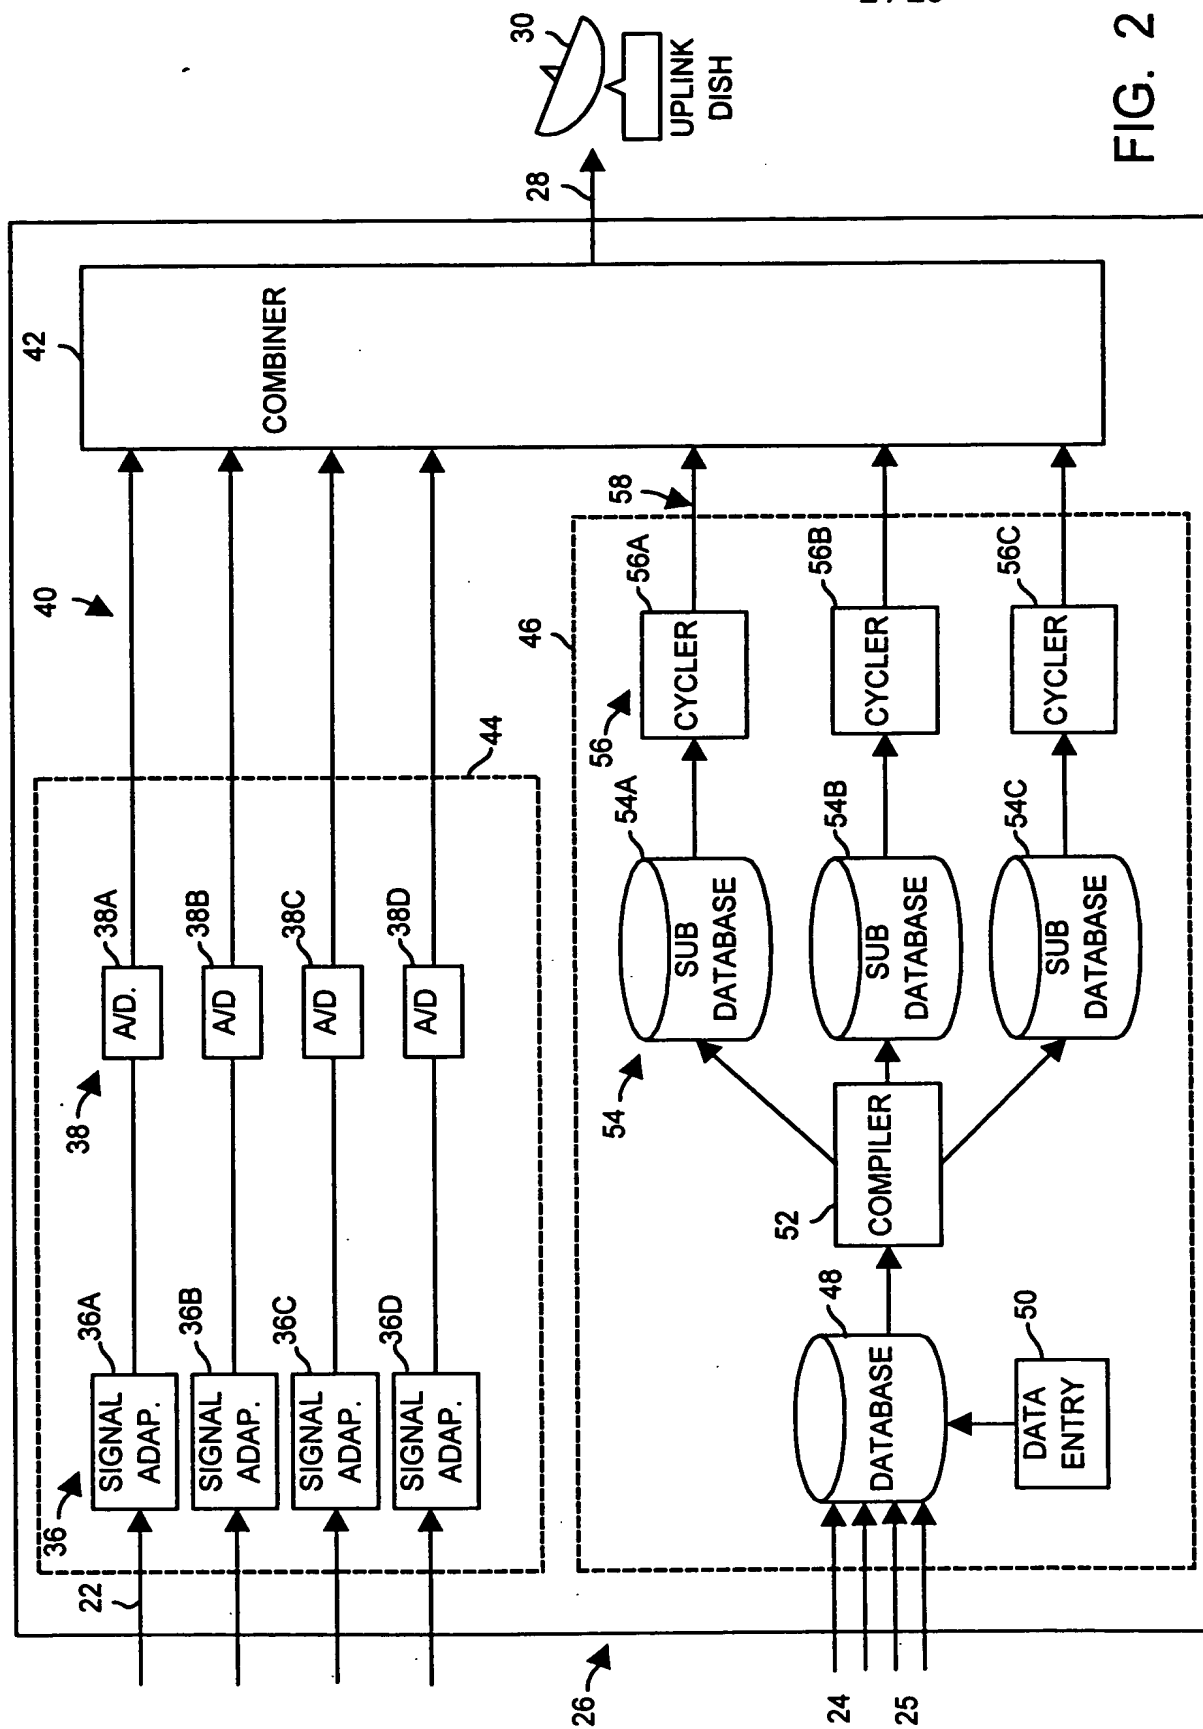 36
22
SIGNAL
ADAP.
36A
SIGNAL
ADAP.
36B
SIGNAL
ADAP.
36C
SIGNAL
ADAP.
36D
38
A/D.
38A
A/D
38B
A/D
38C
A/D
38D
44
40
42
COMBINER
28
30
UPLINK
DISH
26
24
25
46
DATABASE
48
DATA
ENTRY
50
COMPILER
52
54
SUB
DATABASE
54A
SUB
DATABASE
54B
SUB
DATABASE
54C
56
CYCLER
56A
CYCLER
56B
CYCLER
56C
58
FIG. 2